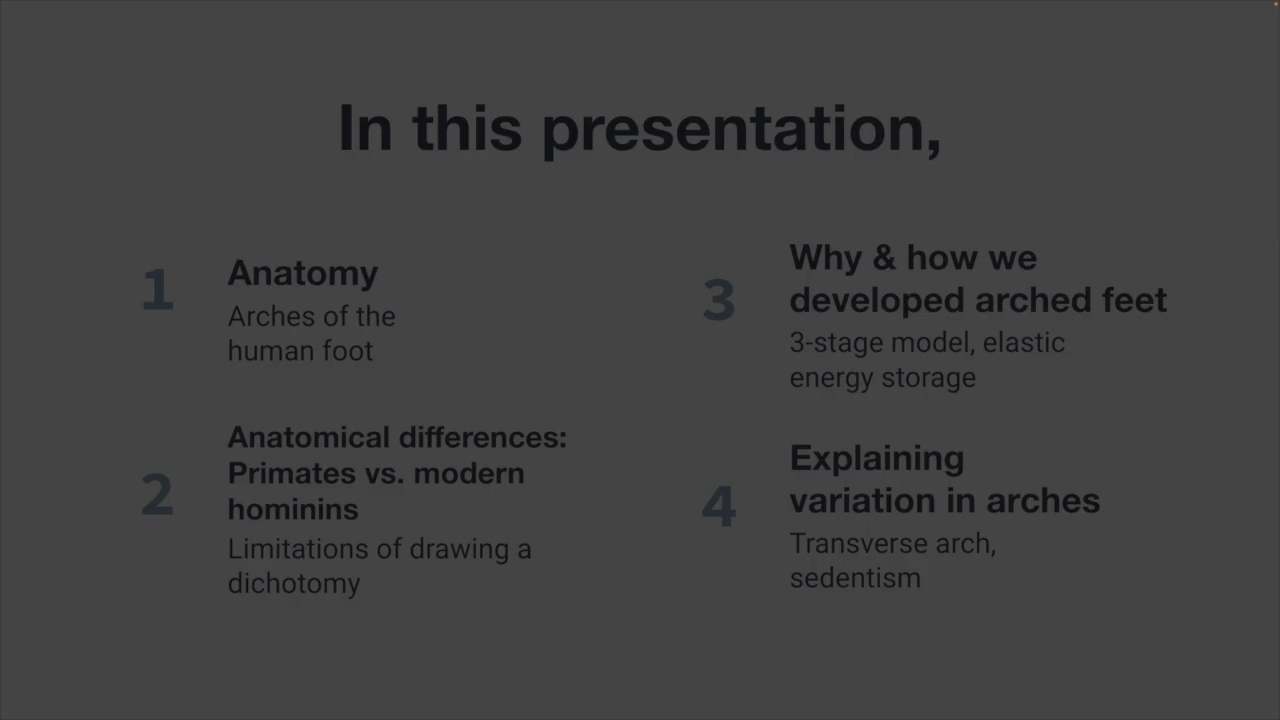 In this presentation,
1
Anatomy
Arches of the
human foot
2
Anatomical differences:
Primates vs. modern
hominins
Limitations of drawing a
dichotomy
3
Why & how we
developed arched feet
3-stage model, elastic
energy storage
4
Explaining
variation in arches
Transverse arch,
sedentism